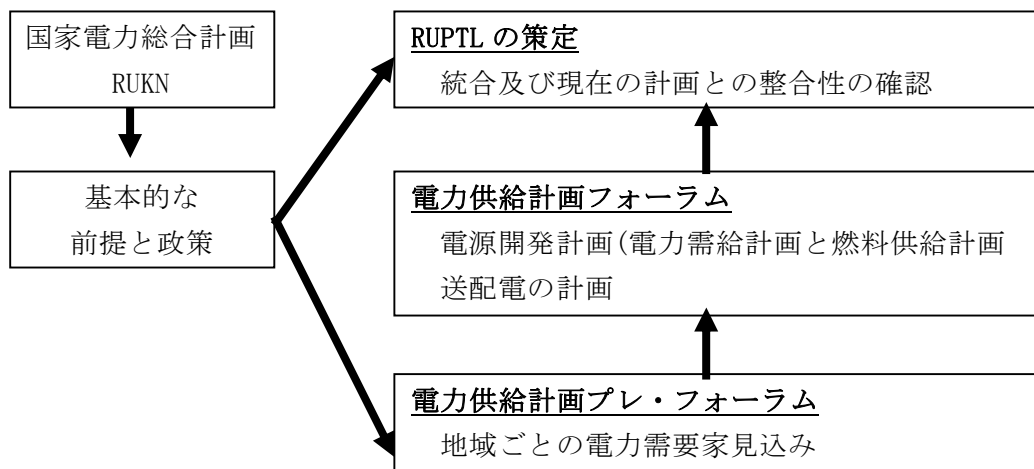 国家電力総合計画
RUKN
基本的な
前提と政策
RUPTL の策定
統合及び現在の計画との整合性の確認
電力供給計画フォーラム
電源開発計画(電力需給計画と燃料供給計画
送配電の計画
電力供給計画プレ・フォーラム
地域ごとの電力需要家見込み